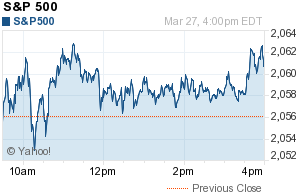 S&P 500
S&P500
Mar 27, 4:00pm EDT
2,064
2,062
2,060
2,058
2,056
2,054
2,052
© Yahoo!
10am
12pm
2pm
4pm
Previous Close